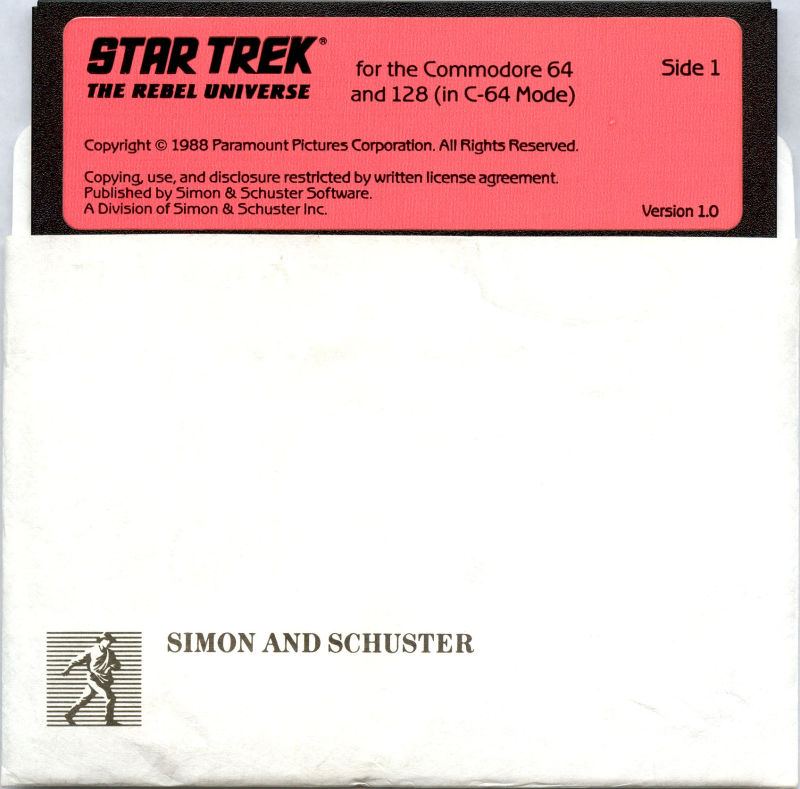 STAR TREK®
THE REBEL UNIVERSE
for the Commodore 64
and 128 (in C-64 Mode)
Side 1
Copyright © 1988 Paramount Pictures Corporation. All Rights Reserved.
Copying, use, and disclosure restricted by written license agreement.
Published by Simon & Schuster Software.
A Division of Simon & Schuster Inc.
Version 1.0
SIMON AND SCHUSTER